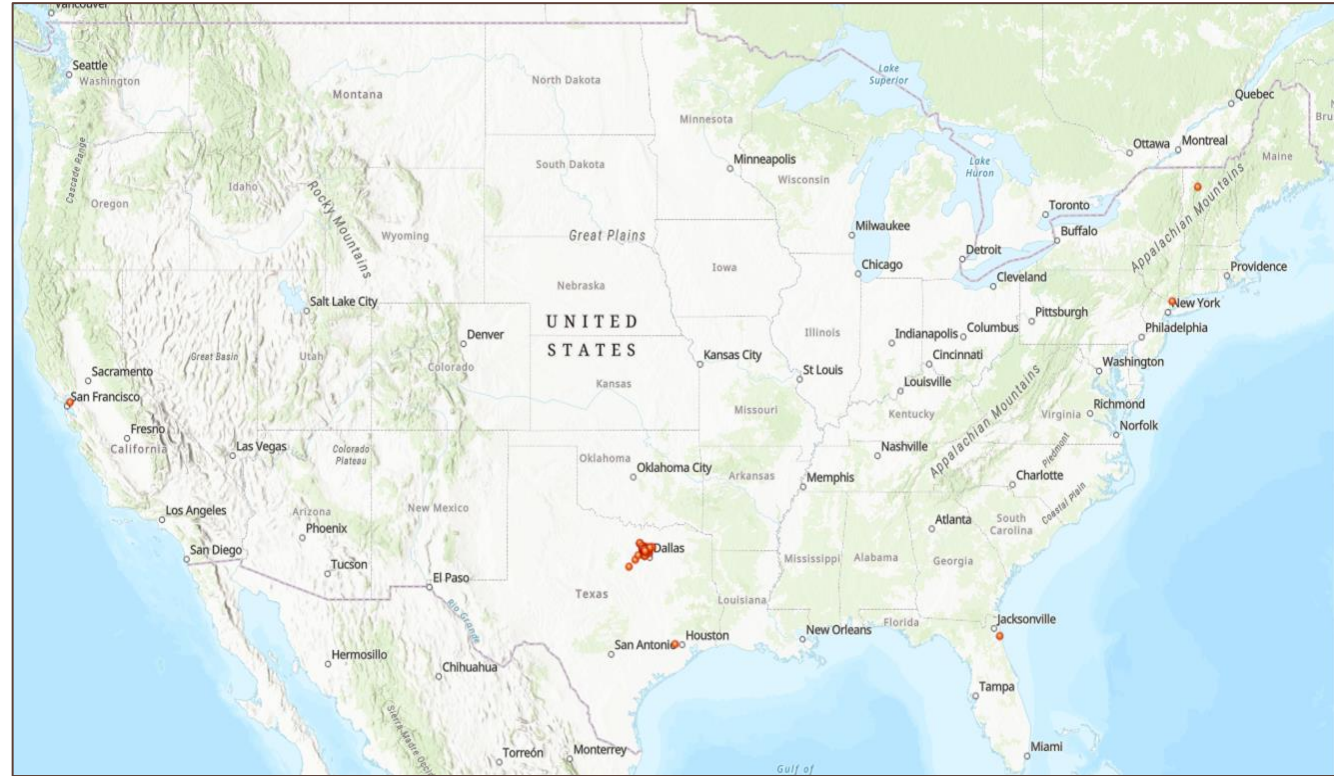 Vancouver
Seattle
Washington
Cascade Range
Oregon
Idaho
Montana
Rocky Mountains
Wyoming
North Dakota
South Dakota
Great Plains
Nebraska
Minnesota
Minneapolis
Wisconsin
Iowa
Lake
Superior
Lake
Huron
Milwaukee
Chicago
Detroit
Toronto
Buffalo
Ottawa
Montreal
Quebec
Maine
Appalachian Mountains
Providence
New York
Philadelphia
Cleveland
Pittsburgh
Salt Lake City
Great Basin
Utah
Denver
Colorado
UNITED
STATES
Kansas
Kansas City
Illinois
St Louis
Missouri
Indianapolis
Columbus
Cincinnati
Louisville
Kentucky
Washington
Virginia
Richmond
Norfolk
Appalachian Mountains
Piedmont
Coastal Plain
Sacramento
San Francisco
Fresno
California
Las Vegas
Colorado
Plateau
Los Angeles
San Diego
Arizona
Phoenix
Tucson
New Mexico
El Paso
Rio Grande
Oklahoma
Oklahoma City
Arkansas
Memphis
Nashville
Charlotte
Atlanta
South
Carolina
Georgia
Alabama
Mississippi
Dallas
Texas
Louisiana
San Antonio
Houston
New Orleans
Florida
Jacksonville
Tampa
Miami
Hermosillo
Chihuahua
Torreón
Monterrey
Gulf of